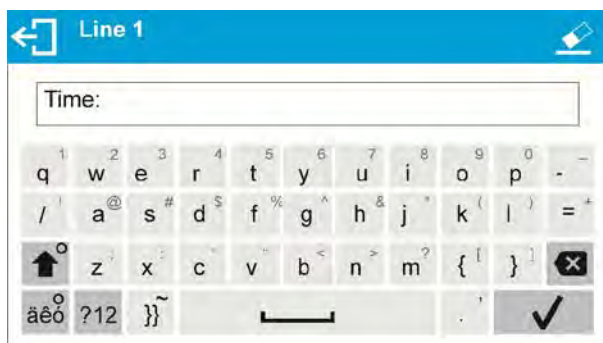 Line 1
Time:
q 1 w 2 e 3 r 4 t 5 y 6 u 7 i 8 o 9 p 0 - _
/ ! a @ s # d $ f % g ^ h & j * k ( l ) = +
z ; x : c ' v " b < n > m ? { [ } ]
äêó ?12 }} ~ . ,